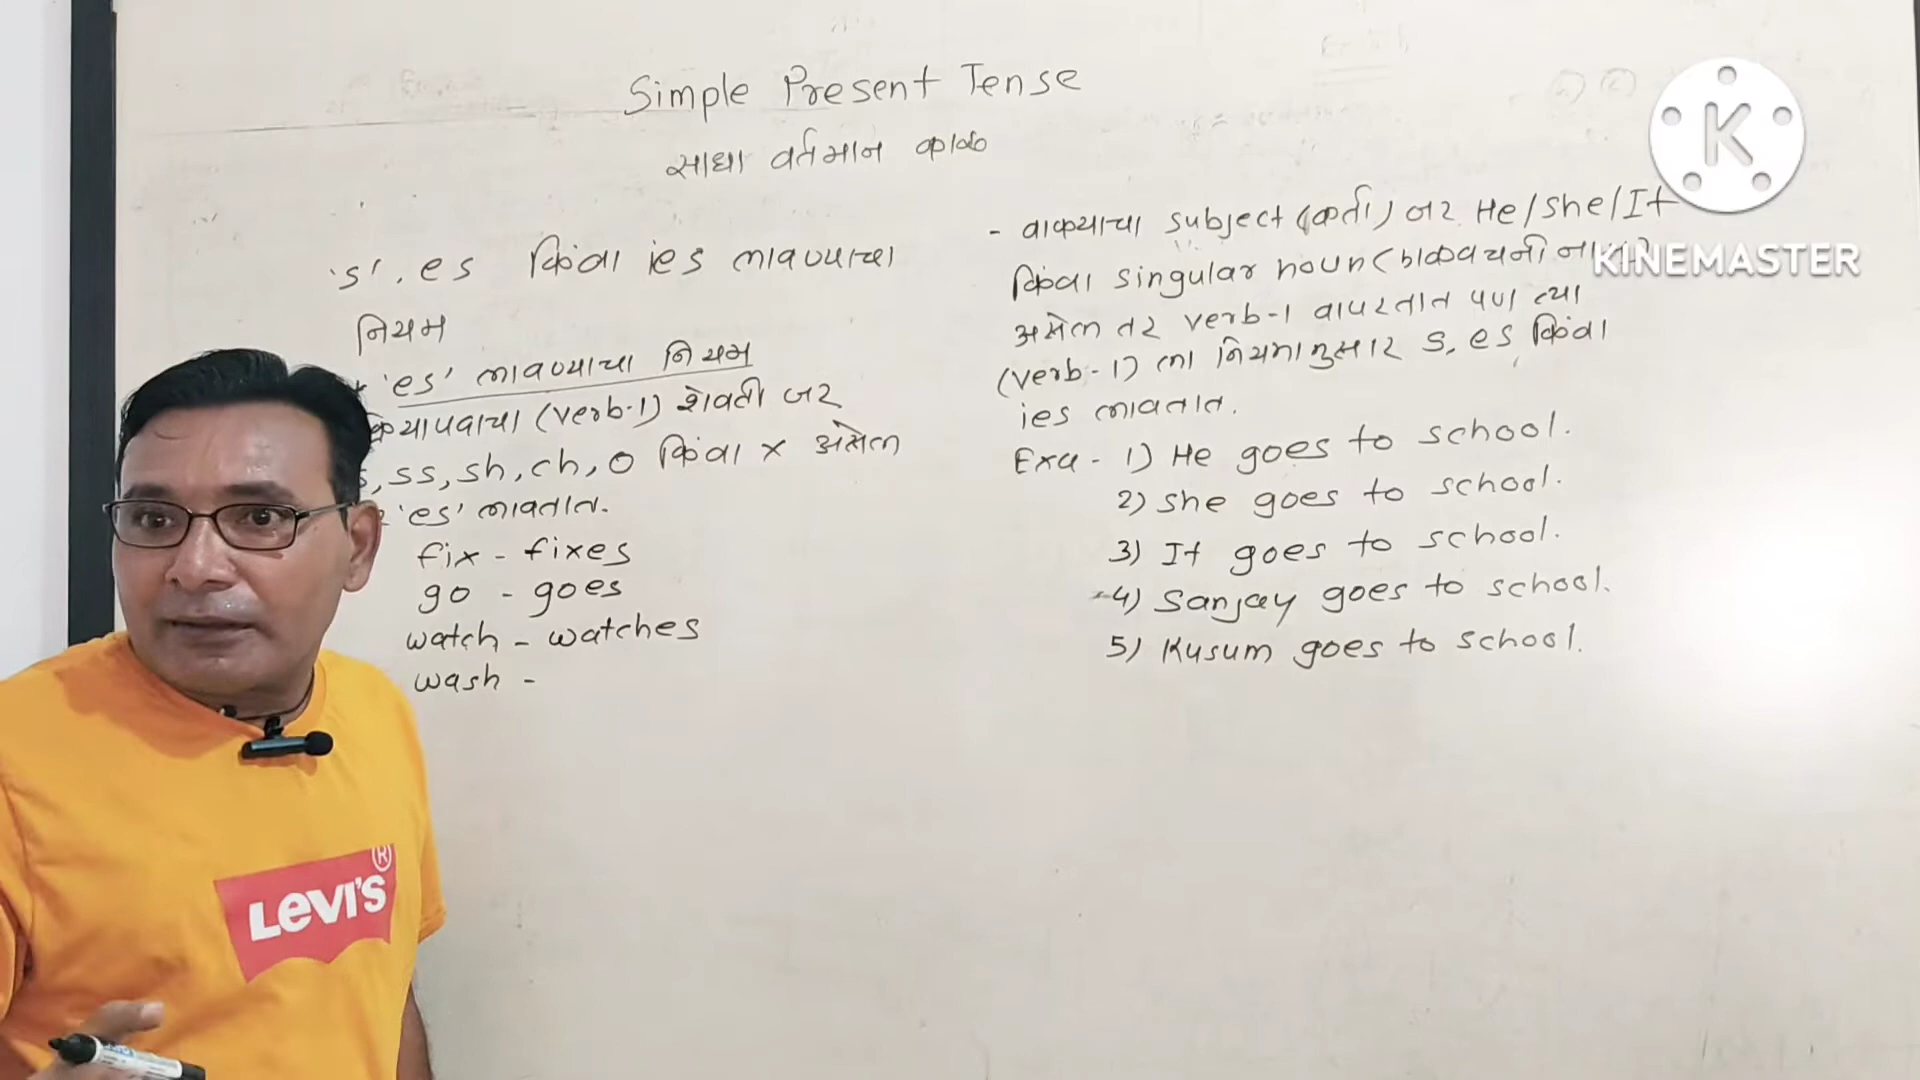 Simple Present Tense
साधा वर्तमान काळ
's', es किंवा ies लावण्याचा
नियम
'es' लावण्याचा नियम
क्रियापदाचा (verb-1) शेवटी जर
s, ss, sh, ch, o किंवा x असेल
'es' लावतात.
fix - fixes
go - goes
watch - watches
wash -
- वाक्याचा subject (कर्ता) जर He/She/It
किंवा singular noun (एकवचनी
असेल तर verb-1 वापरतात पण त्या
(verb-1) ला नियमानुसार s, es किंवा
ies लावतात.
Exa - 1) He goes to school.
2) she goes to school.
3) It goes to school.
4) Sanjay goes to school.
5) Kusum goes to school.
K
KINEMASTER
LEVI'S ®